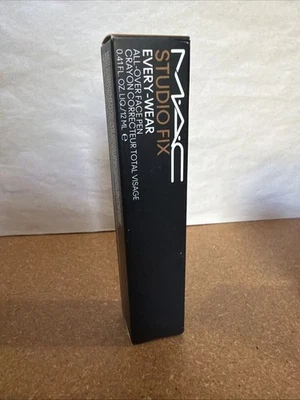 MAC
STUDIO FIX
EVERY-WEAR
ALL-OVER FACE PEN
CRAYON CORRECTEUR TOTAL VISAGE
0.41 FL. OZ. LIQ/12 ML ℮